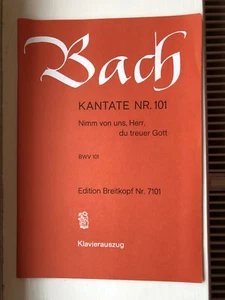 Bach
KANTATE NR. 101
Nimm von uns, Herr,
du treuer Gott
BWV 101
Edition Breitkopf Nr. 7101
Klavierauszug